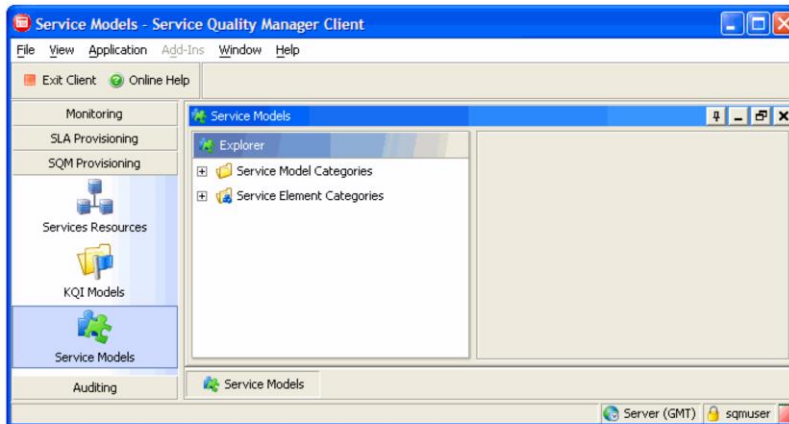 Service Models - Service Quality Manager Client
File View Application Add-Ins Window Help
Exit Client Online Help
Monitoring
SLA Provisioning
SQM Provisioning
Services Resources
KQI Models
Service Models
Auditing
Service Models
Explorer
Service Model Categories
Service Element Categories
Service Models
Server (GMT) sqmuser